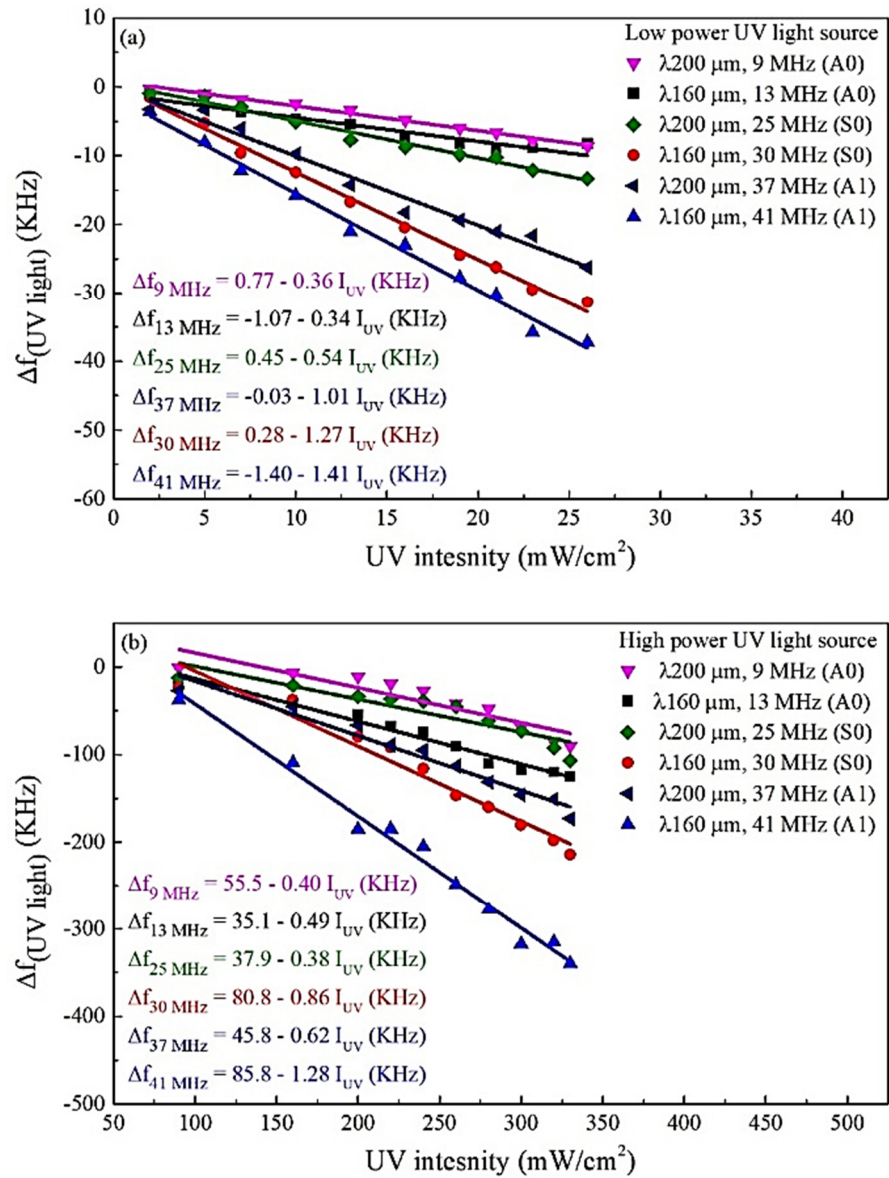 (a)
Low power UV light source
λ200 μm, 9 MHz (A0)
λ160 μm, 13 MHz (A0)
λ200 μm, 25 MHz (S0)
λ160 μm, 30 MHz (S0)
λ200 μm, 37 MHz (A1)
λ160 μm, 41 MHz (A1)
10
0
-10
-20
-30
-40
-50
-60
Δf(UV light) (KHz)
Δf9 MHz = 0.77 - 0.36 IUV (KHz)
Δf13 MHz = -1.07 - 0.34 IUV (KHz)
Δf25 MHz = 0.45 - 0.54 IUV (KHz)
Δf37 MHz = -0.03 - 1.01 IUV (KHz)
Δf30 MHz = 0.28 - 1.27 IUV (KHz)
Δf41 MHz = -1.40 - 1.41 IUV (KHz)
0 5 10 15 20 25 30 35 40
UV intesnity (mW/cm²)
(b)
High power UV light source
λ200 μm, 9 MHz (A0)
λ160 μm, 13 MHz (A0)
λ200 μm, 25 MHz (S0)
λ160 μm, 30 MHz (S0)
λ200 μm, 37 MHz (A1)
λ160 μm, 41 MHz (A1)
0
-100
-200
-300
-400
-500
Δf(UV light) (KHz)
Δf9 MHz = 55.5 - 0.40 IUV (KHz)
Δf13 MHz = 35.1 - 0.49 IUV (KHz)
Δf25 MHz = 37.9 - 0.38 IUV (KHz)
Δf30 MHz = 80.8 - 0.86 IUV (KHz)
Δf37 MHz = 45.8 - 0.62 IUV (KHz)
Δf41 MHz = 85.8 - 1.28 IUV (KHz)
50 100 150 200 250 300 350 400 450 500
UV intesnity (mW/cm²)